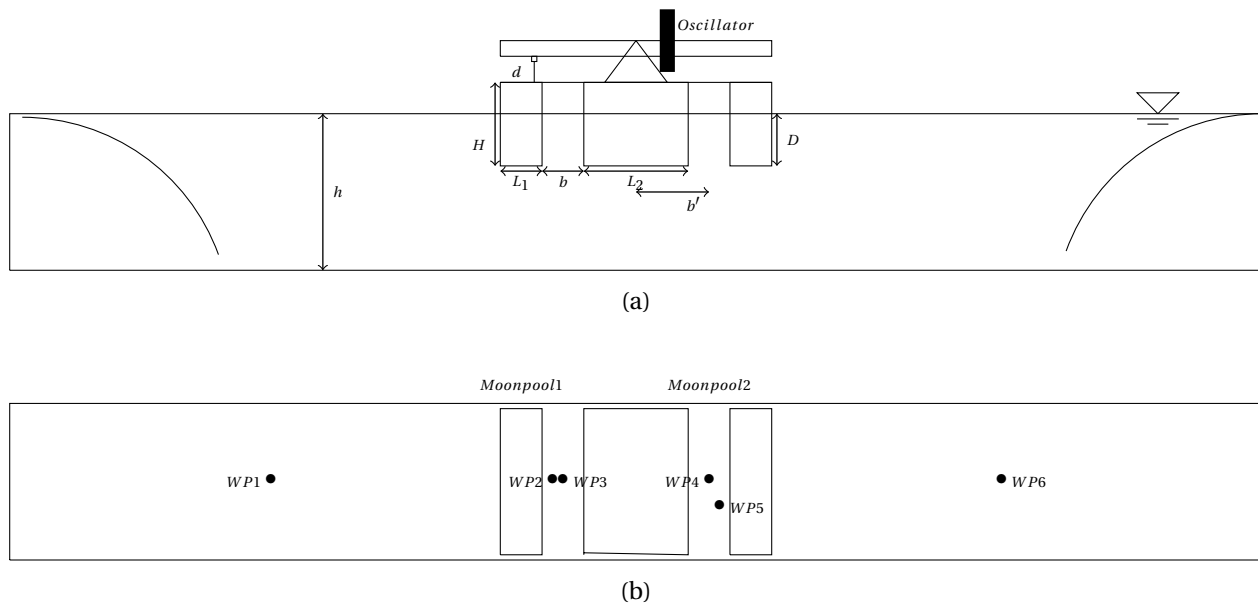 Oscillator
d
H
D
L1
b
L2
h
b′
(a)
Moonpool1
Moonpool2
WP1
WP2
WP3
WP4
WP6
WP5
(b)